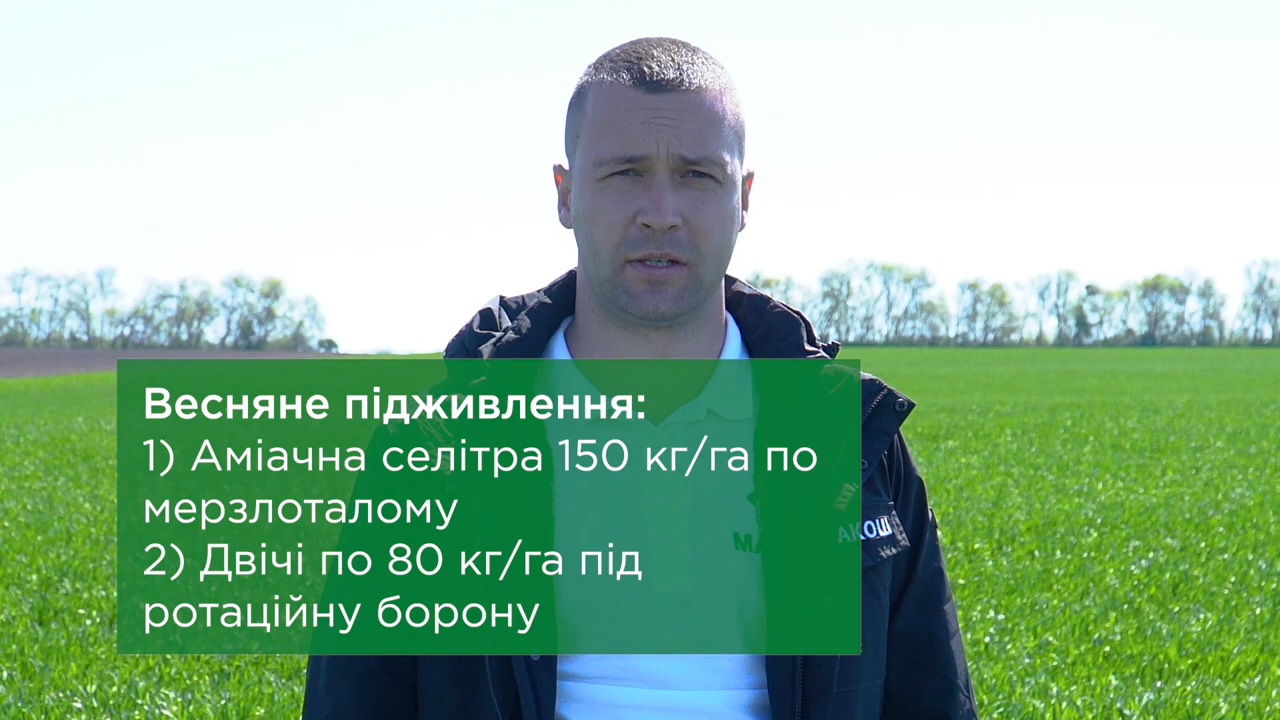 Весняне підживлення:
1) Аміачна селітра 150 кг/га по
мерзлоталому
2) Двічі по 80 кг/га під
ротаційну борону
АКОШ